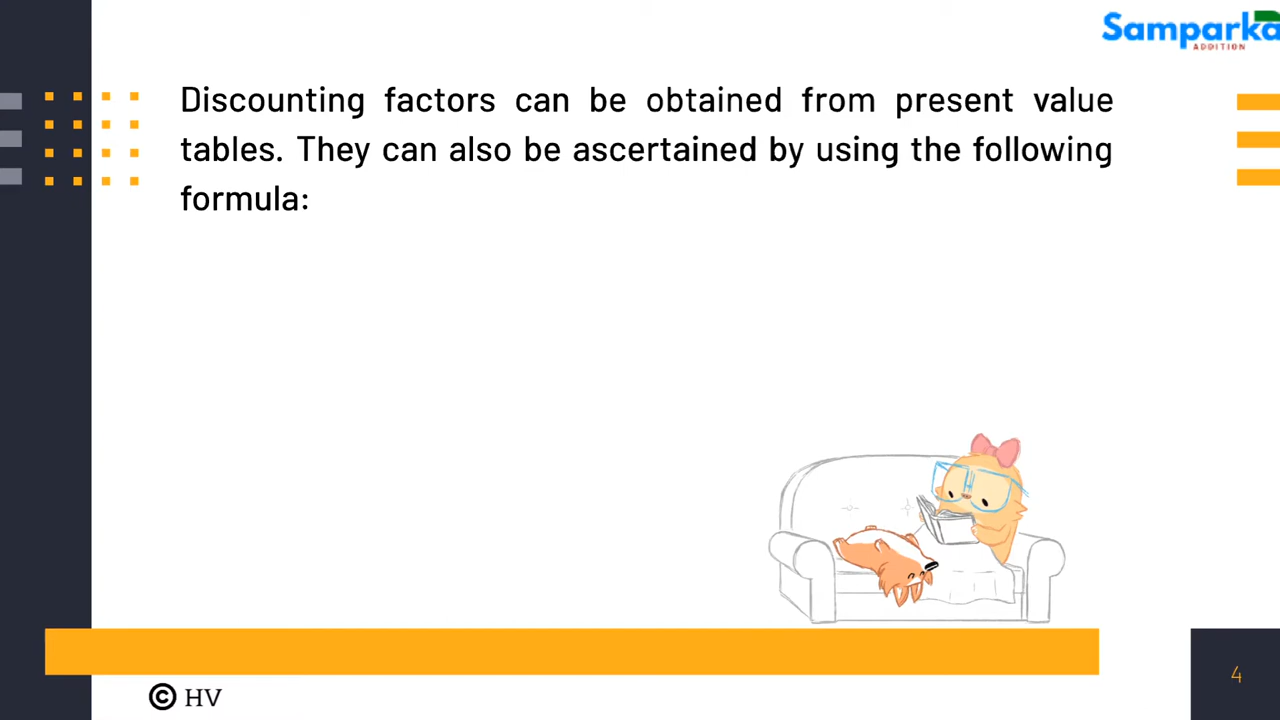 Samparka
ADDITION
Discounting factors can be obtained from present value
tables. They can also be ascertained by using the following
formula:
4
© HV